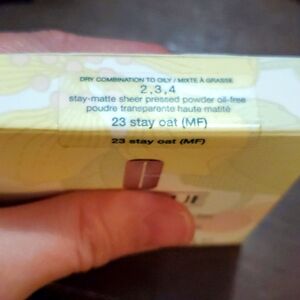 DRY COMBINATION TO OILY / MIXTE À GRASSE
2,3,4
stay-matte sheer pressed powder oil-free
poudre transparente haute matité
23 stay oat (MF)
23 stay oat (MF)